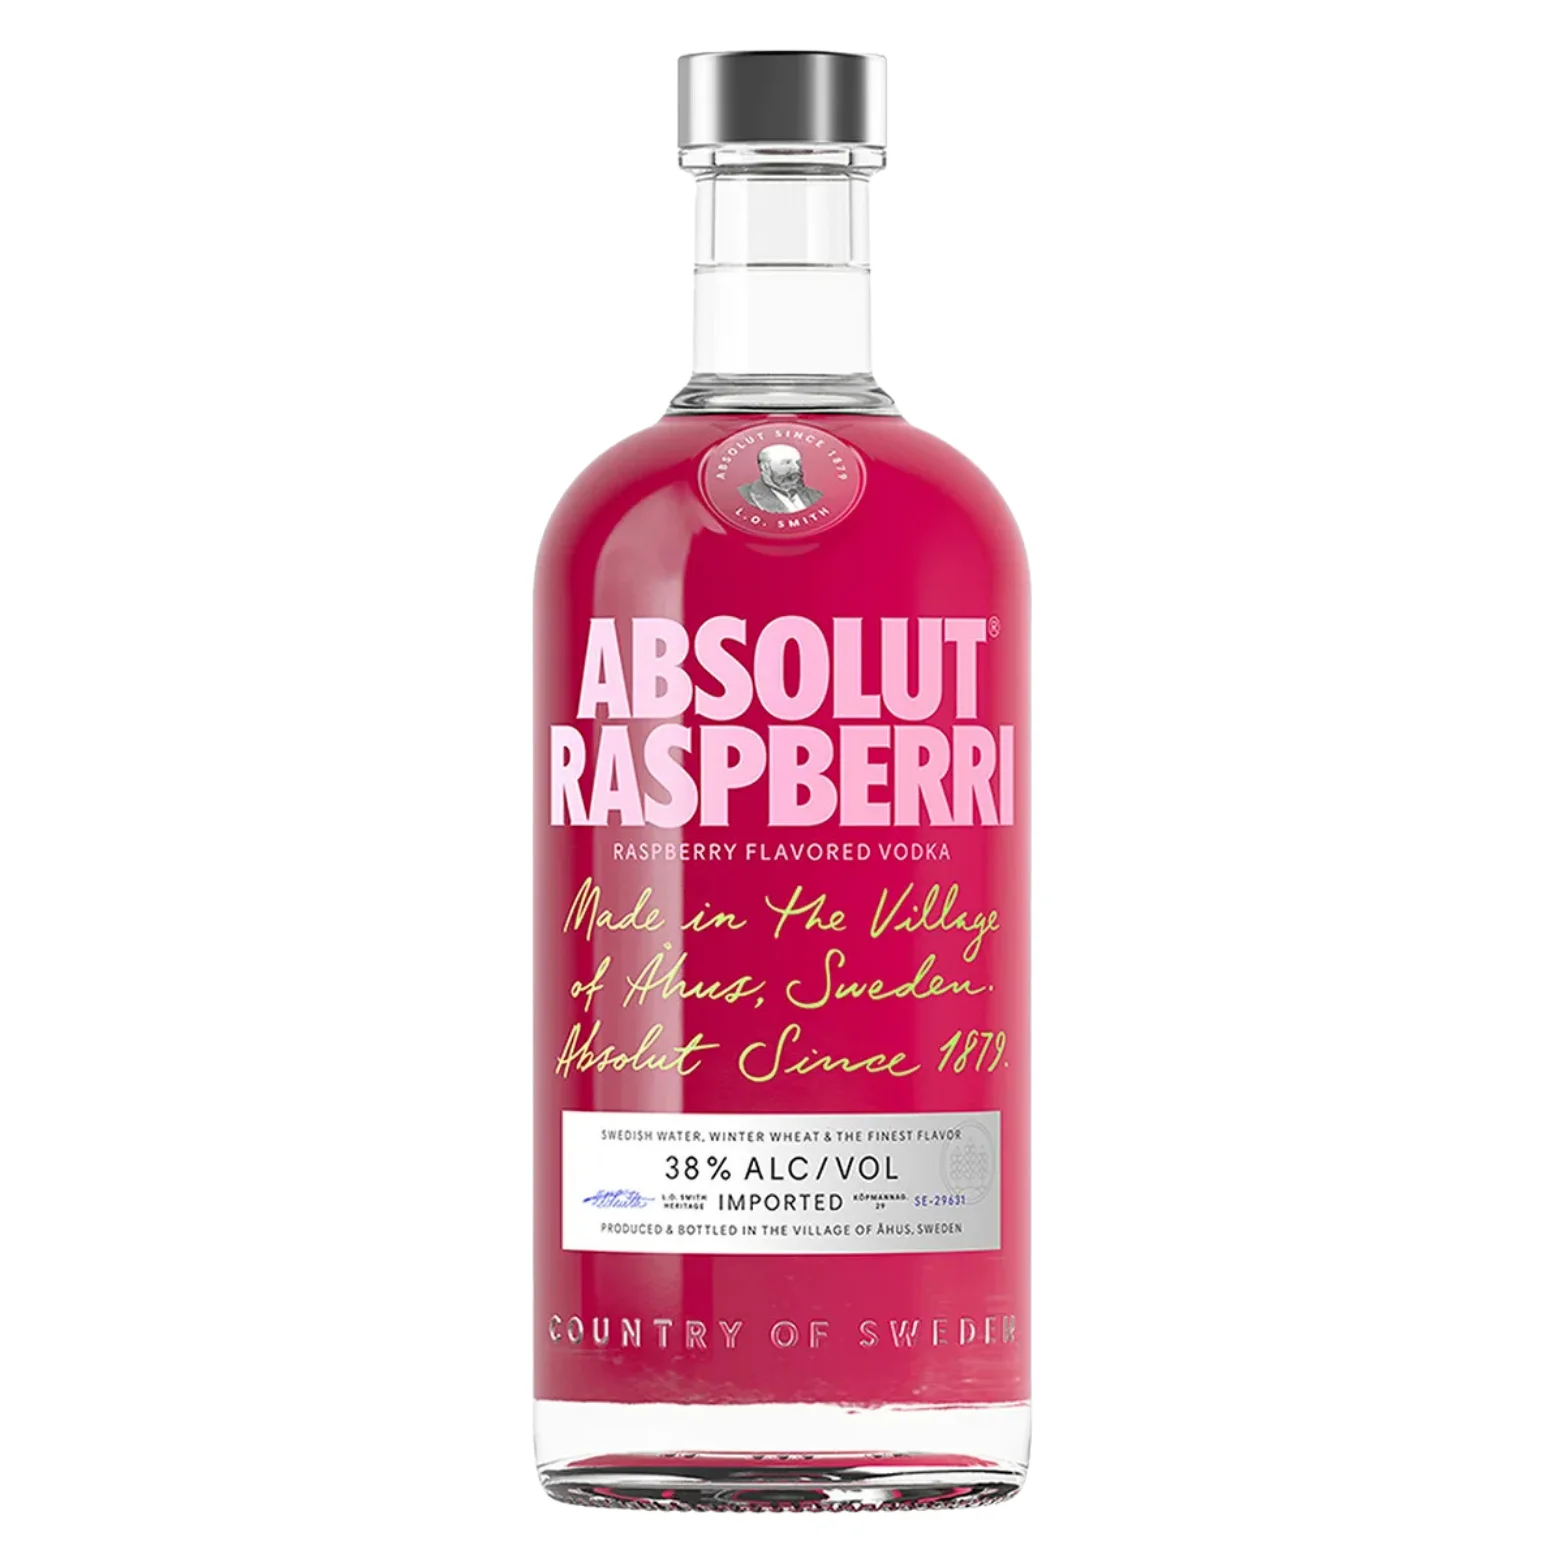 ABSOLUT SINCE 1879
L.O. SMITH
ABSOLUT®
RASPBERRI
RASPBERRY FLAVORED VODKA
Made in the Village
of Åhus, Sweden.
Absolut Since 1879.
SWEDISH WATER, WINTER WHEAT & THE FINEST FLAVOR
38% ALC/VOL
L.O. SMITH HERITAGE IMPORTED KÖPMANNAG. 29 SE-29631
PRODUCED & BOTTLED IN THE VILLAGE OF ÅHUS, SWEDEN
COUNTRY OF SWEDEN